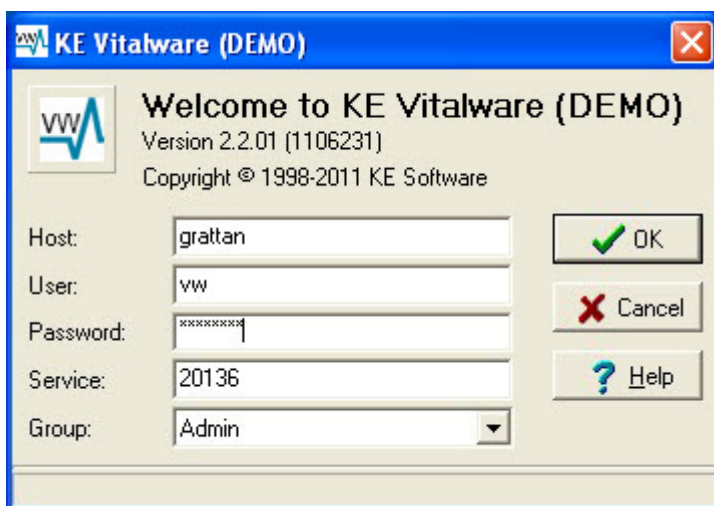 KE Vitalware (DEMO)
VW
Welcome to KE Vitalware (DEMO)
Version 2.2.01 (1106231)
Copyright © 1998-2011 KE Software
Host: grattan
OK
User: vw
Cancel
Password: ********
Service: 20136
Help
Group: Admin